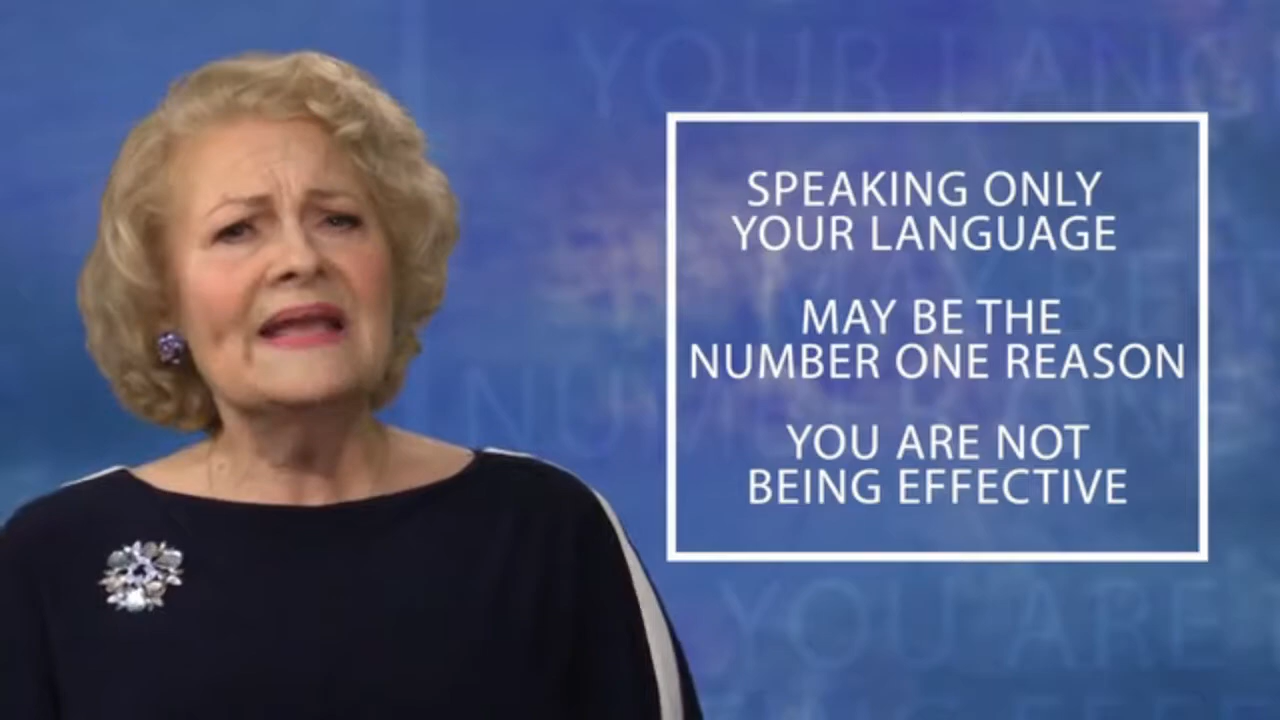 SPEAKING ONLY
YOUR LANGUAGE
MAY BE THE
NUMBER ONE REASON
YOU ARE NOT
BEING EFFECTIVE